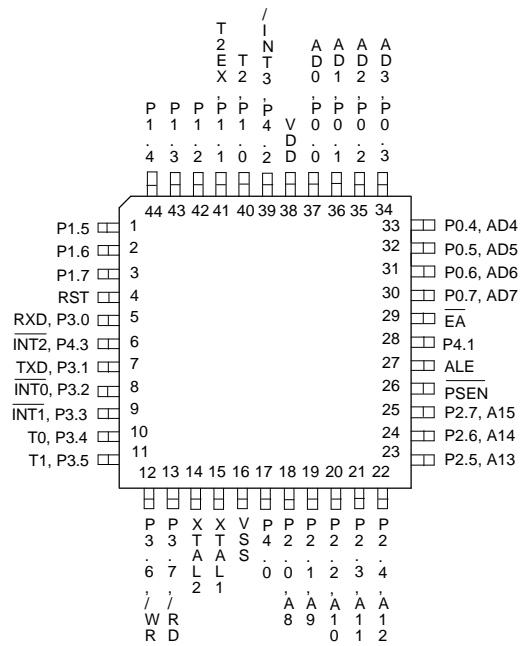 P1.4
P1.3
P1.2
T2EX,P1.1
T2,P1.0
/INT3,P4.2
VDD
AD0,P0.0
AD1,P0.1
AD2,P0.2
AD3,P0.3
44 43 42 41 40 39 38 37 36 35 34
P1.5 1
P1.6 2
P1.7 3
RST 4
RXD, P3.0 5
INT2, P4.3 6
TXD, P3.1 7
INT0, P3.2 8
INT1, P3.3 9
T0, P3.4 10
T1, P3.5 11
33 P0.4, AD4
32 P0.5, AD5
31 P0.6, AD6
30 P0.7, AD7
29 EA
28 P4.1
27 ALE
26 PSEN
25 P2.7, A15
24 P2.6, A14
23 P2.5, A13
12 13 14 15 16 17 18 19 20 21 22
P3.6,/WR
P3.7,/RD
XTAL2
XTAL1
VSS
P4.0
P2.0,A8
P2.1,A9
P2.2,A10
P2.3,A11
P2.4,A12